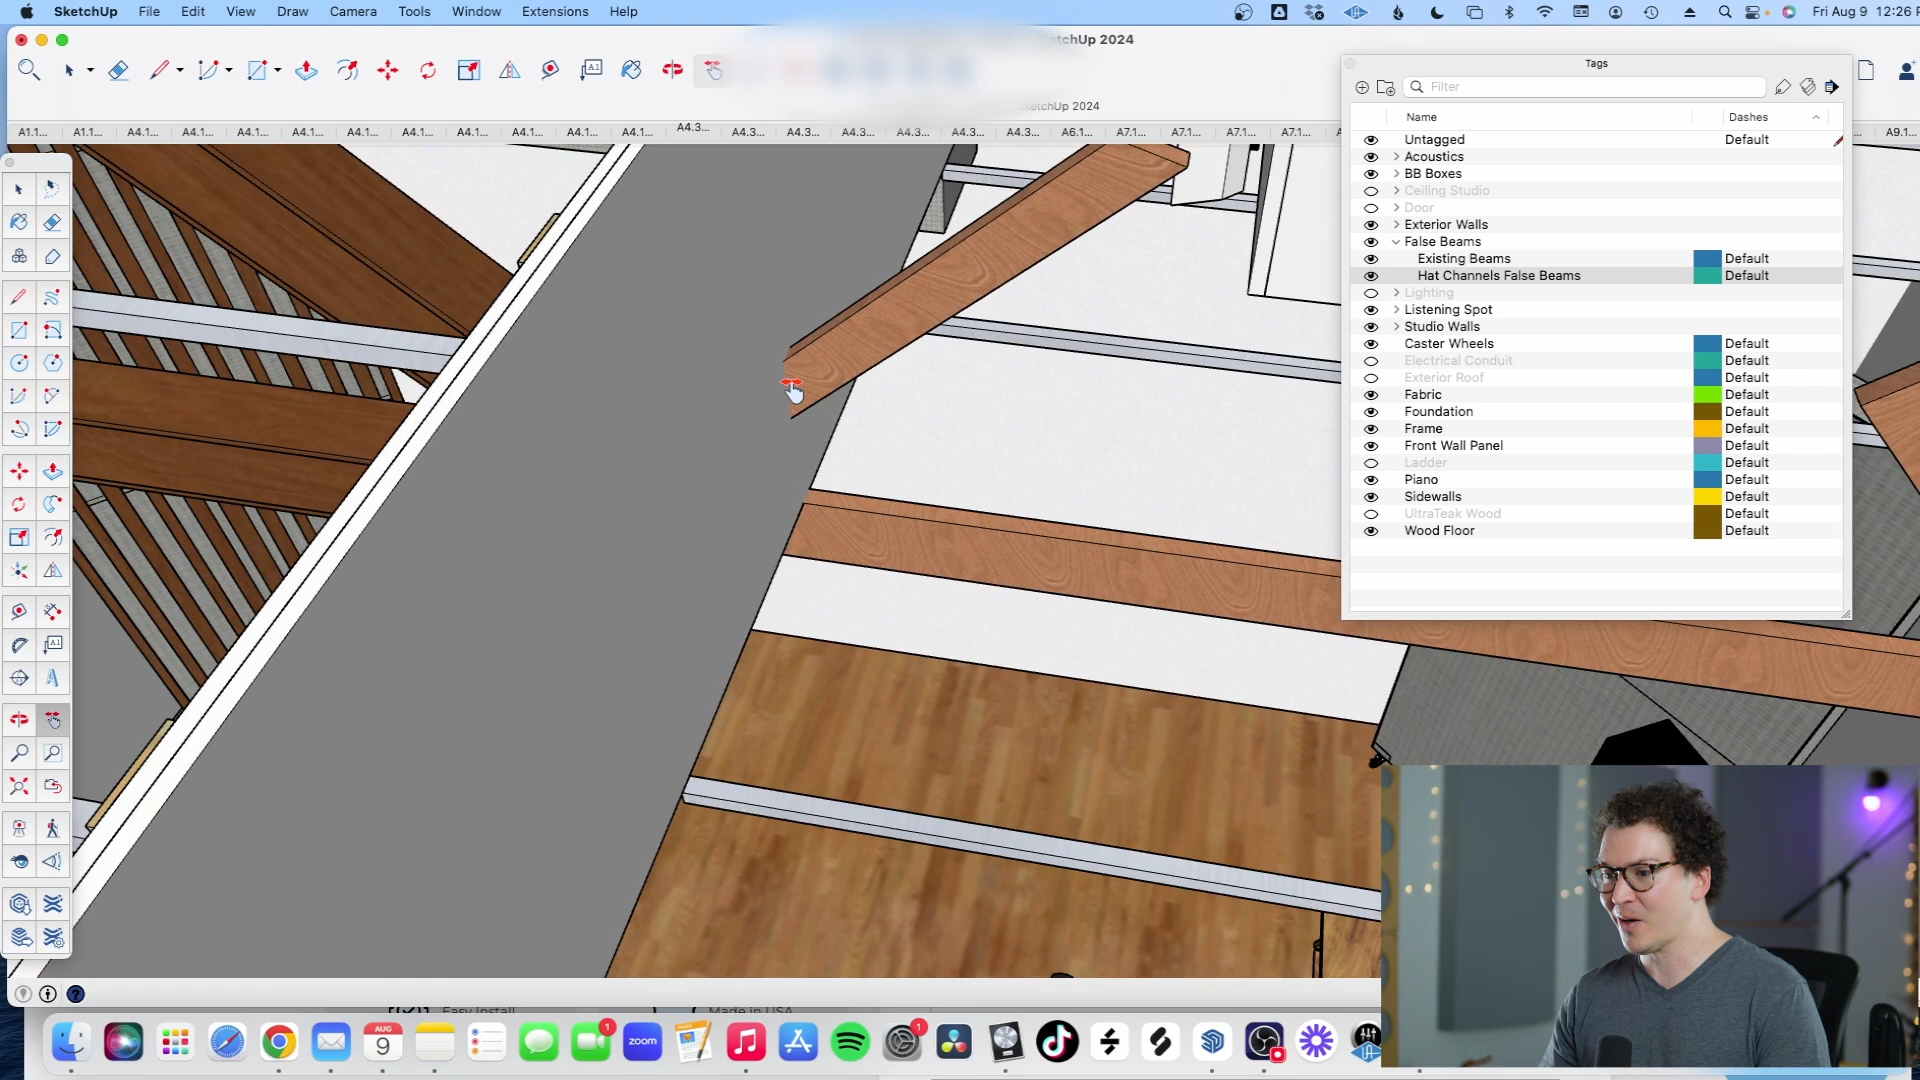 SketchUp File Edit View Draw Camera Tools Window Extensions Help
Fri Aug 9 12:26
tchUp 2024
Tags
Filter
etchUp 2024
A1.1... A1.1... A4.1... A4.1... A4.1... A4.1... A4.1... A4.1... A4.1... A4.1... A4.1... A4.1... A4.3... A4.3... A4.3... A4.3... A4.3... A4.3... A4.3... A6.1... A7.1... A7.1... A7.1... A7.1... A9.1...
Name Dashes
Untagged Default
Acoustics
BB Boxes
Ceiling Studio
Door
Exterior Walls
False Beams
Existing Beams Default
Hat Channels False Beams Default
Lighting
Listening Spot
Studio Walls
Caster Wheels Default
Electrical Conduit Default
Exterior Roof Default
Fabric Default
Foundation Default
Frame Default
Front Wall Panel Default
Ladder Default
Piano Default
Sidewalls Default
UltraTeak Wood Default
Wood Floor Default
A1
A1
A
Easy Install Made in USA
AUG
9
1
zoom
PAGES
1